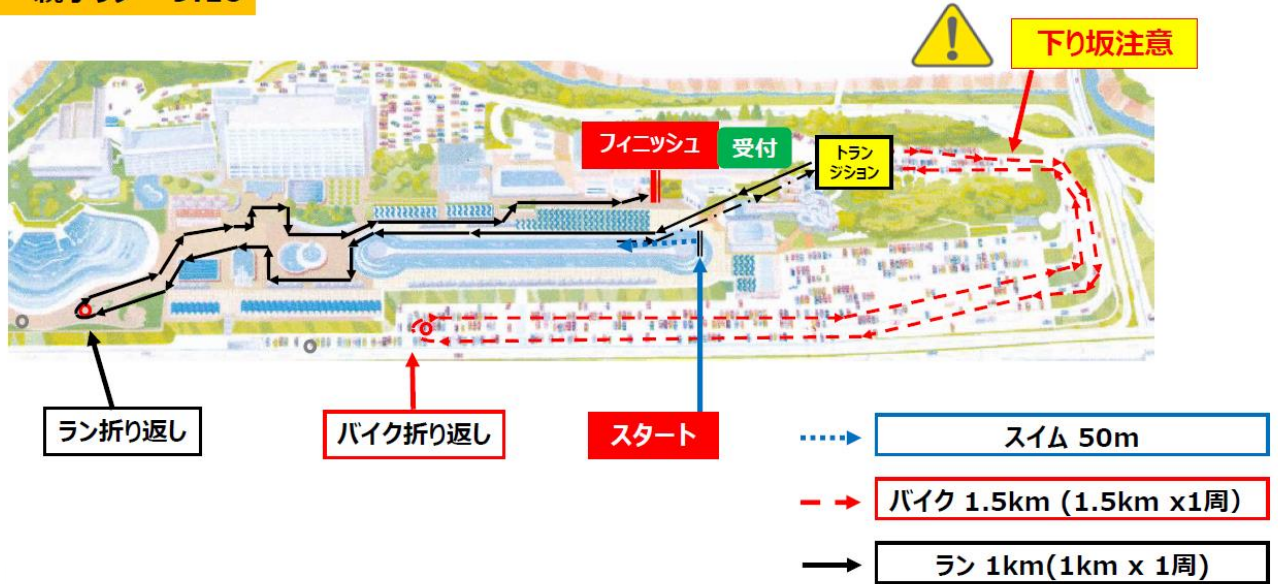 下り坂注意
フィニッシュ
受付
トラン
ジション
ラン折り返し
バイク折り返し
スタート
スイム 50m
バイク 1.5km (1.5km x1周)
ラン 1km(1km x 1周)